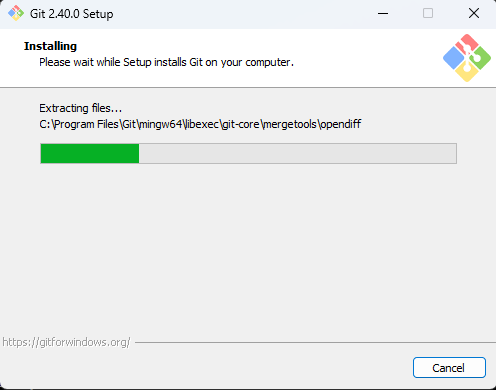 Git 2.40.0 Setup
Installing
Please wait while Setup installs Git on your computer.
Extracting files...
C:\Program Files\Git\mingw64\libexec\git-core\mergetools\opendiff
https://gitforwindows.org/
Cancel